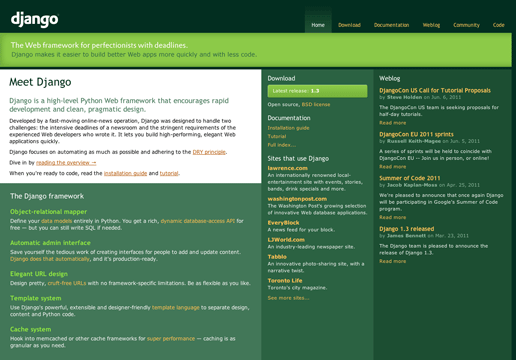 django
Home
Download
Documentation
Weblog
Community
Code
The Web framework for perfectionists with deadlines.
Django makes it easier to build better Web apps more quickly and with less code.
Meet Django
Django is a high-level Python Web framework that encourages rapid
development and clean, pragmatic design.
Developed by a fast-moving online-news operation, Django was designed to handle two
challenges: the intensive deadlines of a newsroom and the stringent requirements of the
experienced Web developers who wrote it. It lets you build high-performing, elegant Web
applications quickly.
Django focuses on automating as much as possible and adhering to the DRY principle.
Dive in by reading the overview →
When you're ready to code, read the installation guide and tutorial.
The Django framework
Object-relational mapper
Define your data models entirely in Python. You get a rich, dynamic database-access API for
free — but you can still write SQL if needed.
Automatic admin interface
Save yourself the tedious work of creating interfaces for people to add and update content.
Django does that automatically, and it's production-ready.
Elegant URL design
Design pretty, cruft-free URLs with no framework-specific limitations. Be as flexible as you like.
Template system
Use Django's powerful, extensible and designer-friendly template language to separate design,
content and Python code.
Cache system
Hook into memcached or other cache frameworks for super performance — caching is as
granular as you need.
Download
Latest release: 1.3
Open source, BSD license
Documentation
Installation guide
Tutorial
Full index...
Sites that use Django
lawrence.com
An internationally renowned local-
entertainment site with events, stories,
bands, drink specials and more.
washingtonpost.com
The Washington Post's growing selection
of innovative Web database applications.
EveryBlock
A news feed for your block.
LJWorld.com
An industry-leading newspaper site.
Tabblo
An innovative photo-sharing site, with a
narrative twist.
Toronto Life
Toronto's city magazine.
See more sites...
Weblog
DjangoCon US Call for Tutorial Proposals
by Steve Holden on Jun. 6, 2011
The DjangoCon US team is seeking proposals for
half-day tutorials.
Read more
DjangoCon EU 2011 sprints
by Russell Keith-Magee on Jun. 5, 2011
A series of sprints will be held to coincide with
DjangoCon EU — Join us in person, or online!
Read more
Summer of Code 2011
by Jacob Kaplan-Moss on Apr. 25, 2011
We're pleased to announce that once again Django
will be participating in Google's Summer of Code
program.
Read more
Django 1.3 released
by James Bennett on Mar. 23, 2011
The Django team is pleased to announce the
release of Django 1.3.
Read more